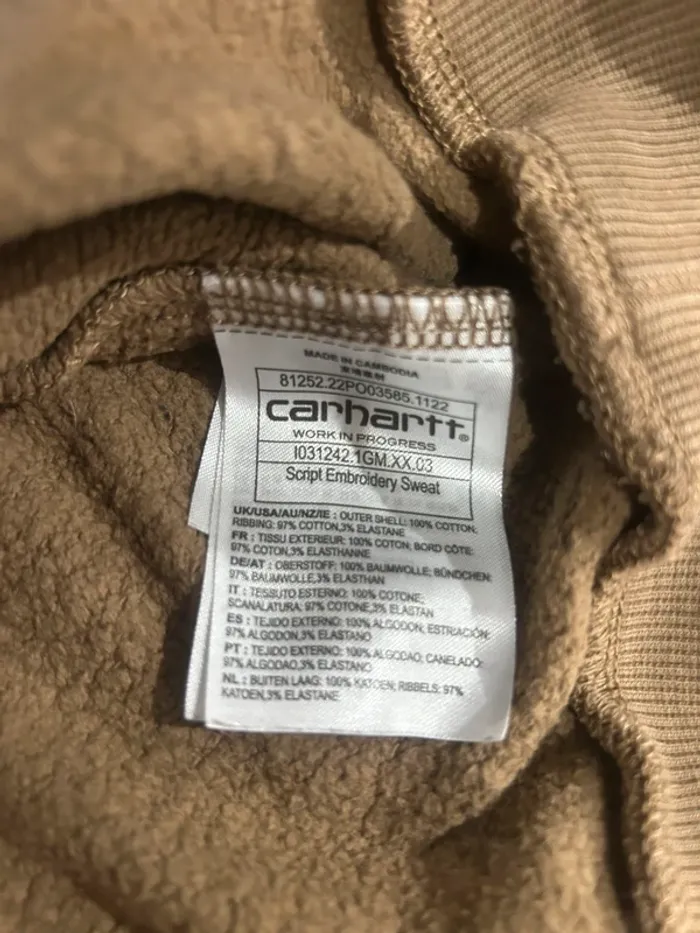 MADE IN CAMBODIA
81252.22PO03585.1122
carhartt®
WORK IN PROGRESS
I031242.1GM.XX.03
Script Embroidery Sweat
UK/USA/AU/NZ/IE : OUTER SHELL: 100% COTTON;
RIBBING: 97% COTTON,3% ELASTANE
FR : TISSU EXTERIEUR: 100% COTON; BORD CÔTE:
97% COTON,3% ELASTHANNE
DE/AT : OBERSTOFF: 100% BAUMWOLLE; BÜNDCHEN:
97% BAUMWOLLE,3% ELASTHAN
IT : TESSUTO ESTERNO: 100% COTONE;
SCANALATURA: 97% COTONE,3% ELASTAN
ES : TEJIDO EXTERNO: 100% ALGODON; ESTRIACIÓN:
97% ALGODON,3% ELASTANO
PT : TEJIDO EXTERNO: 100% ALGODAO; CANELADO:
97% ALGODAO,3% ELASTANO
NL : BUITEN LAAG: 100% KATOEN; RIBBELS: 97%
KATOEN,3% ELASTANE